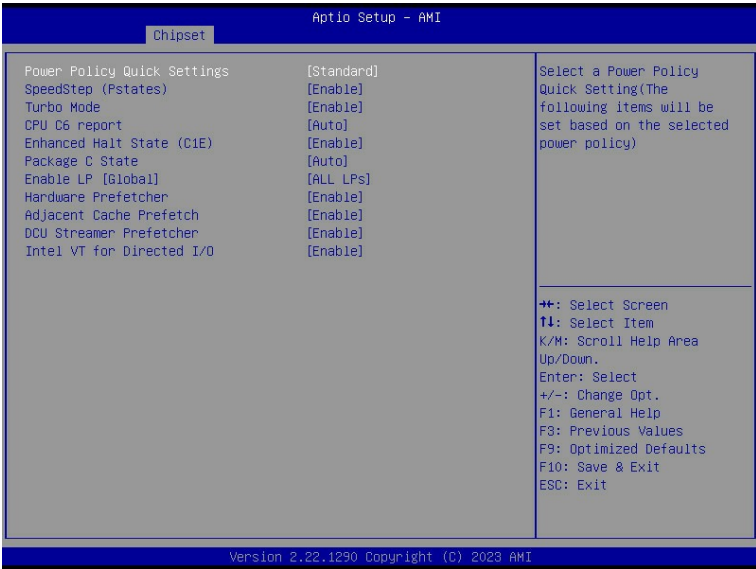 Aptio Setup – AMI
Chipset
Power Policy Quick Settings [Standard]
SpeedStep (Pstates) [Enable]
Turbo Mode [Enable]
CPU C6 report [Auto]
Enhanced Halt State (C1E) [Enable]
Package C State [Auto]
Enable LP [Global] [ALL LPs]
Hardware Prefetcher [Enable]
Adjacent Cache Prefetch [Enable]
DCU Streamer Prefetcher [Enable]
Intel VT for Directed I/O [Enable]
Select a Power Policy
Quick Setting(The
following items will be
set based on the selected
power policy)
→←: Select Screen
↑↓: Select Item
K/M: Scroll Help Area
Up/Down.
Enter: Select
+/-: Change Opt.
F1: General Help
F3: Previous Values
F9: Optimized Defaults
F10: Save & Exit
ESC: Exit
Version 2.22.1290 Copyright (C) 2023 AMI